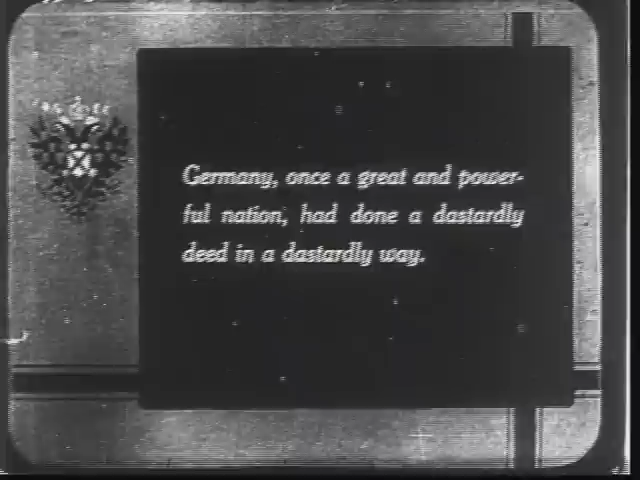 Germany, once a great and power-
ful nation, had done a dastardly
deed in a dastardly way.